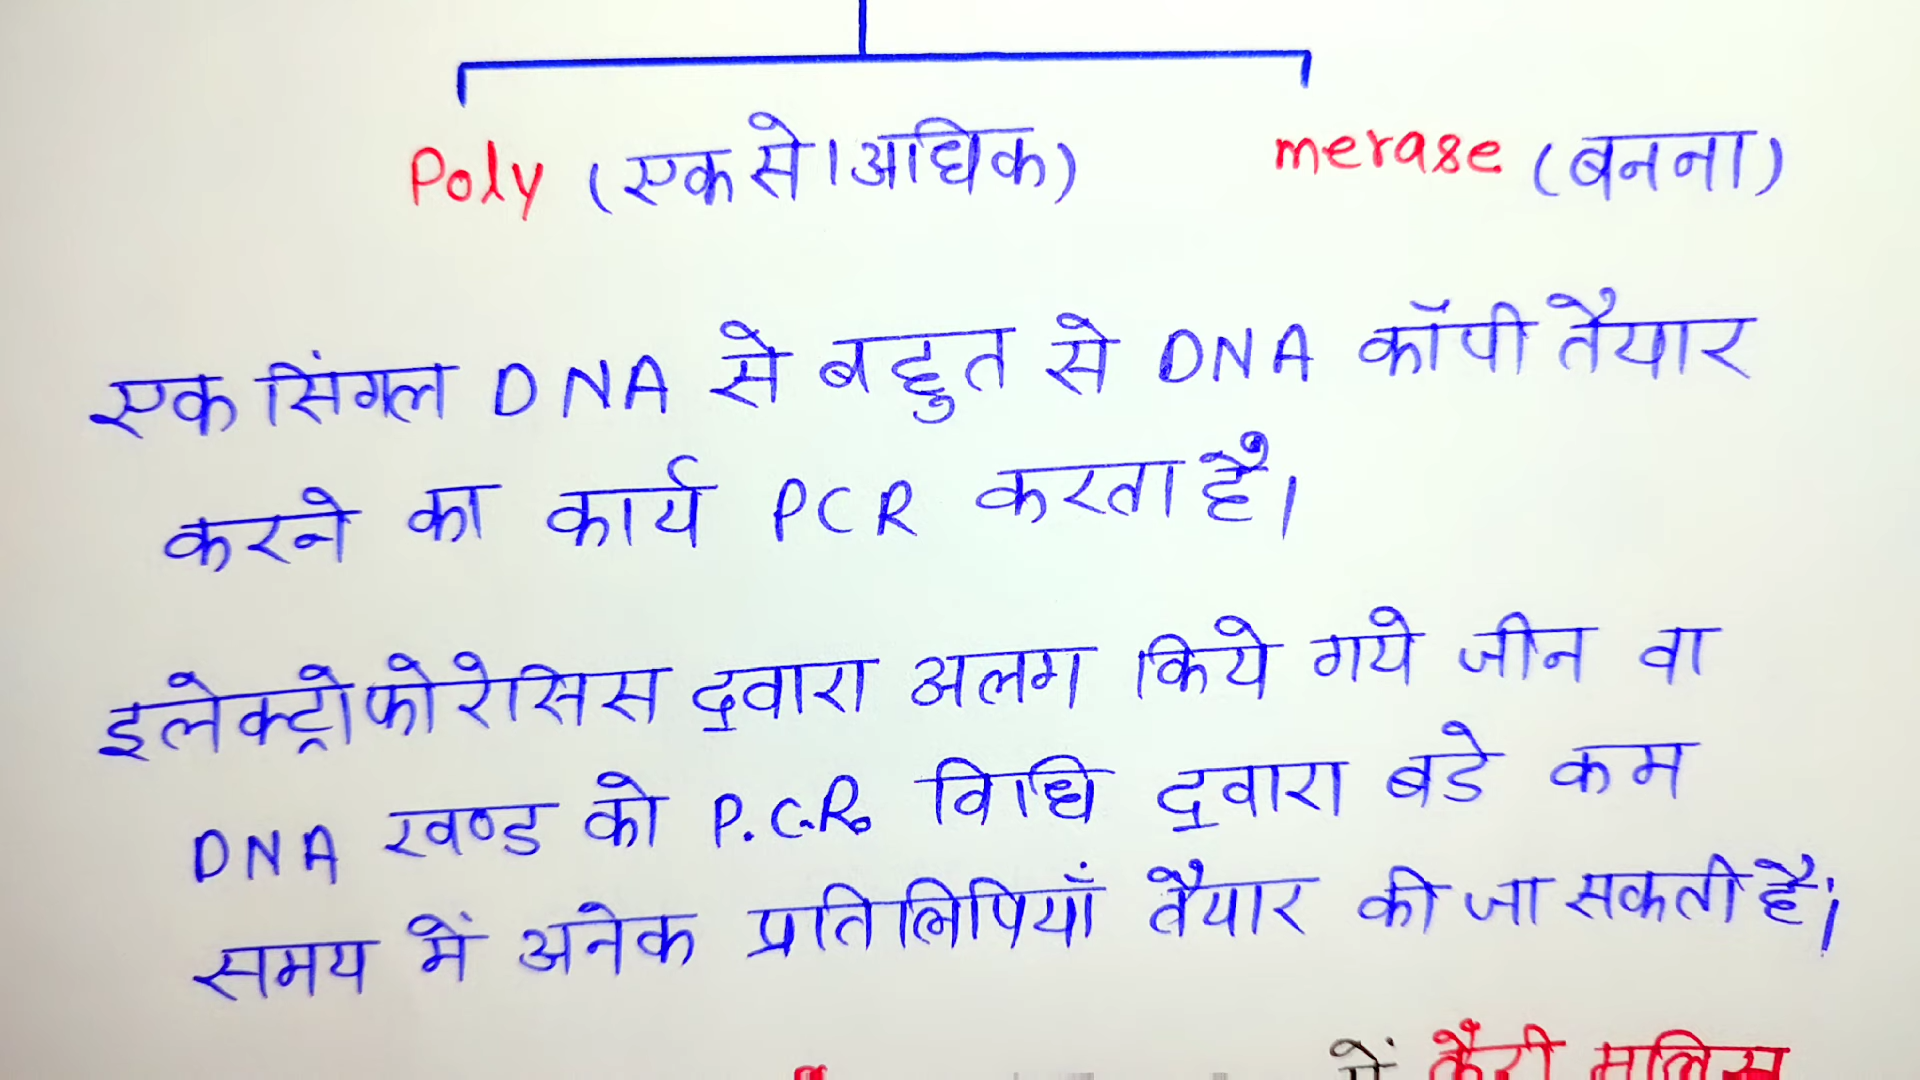 Poly (एक से।अधिक) merase (बनना)
एक सिंगल DNA से बहुत से DNA कॉपी तैयार
करने का कार्य PCR करता है।
इलेक्ट्रोफोरेसिस द्वारा अलग किये गये जीन वा
DNA खण्ड को P.C.R. विधि द्वारा बडे कम
समय में अनेक प्रतिलिपियाँ तैयार की जा सकती है।
में कैरी मुलिस